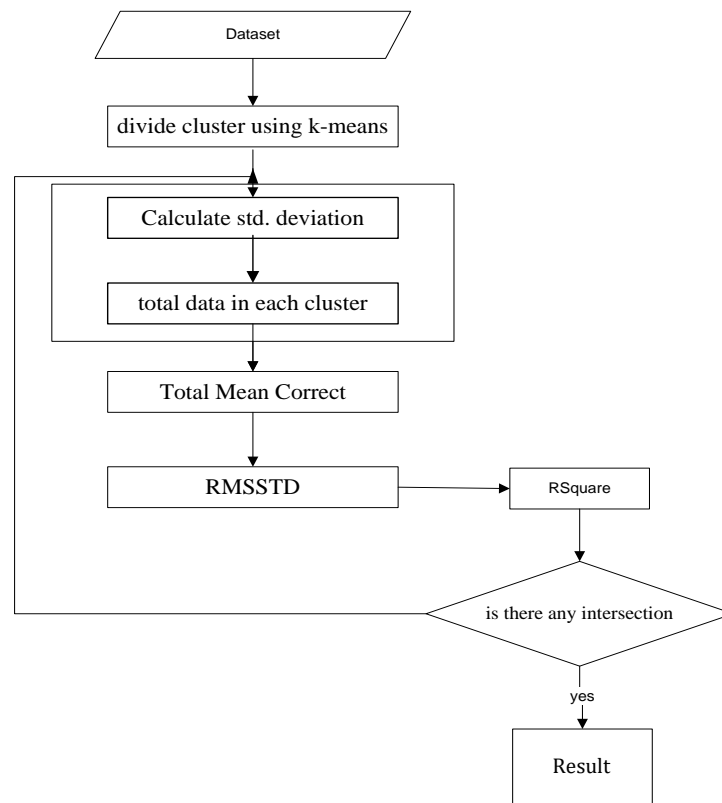 Dataset
divide cluster using k-means
Calculate std. deviation
total data in each cluster
Total Mean Correct
RMSSTD
RSquare
is there any intersection
yes
Result